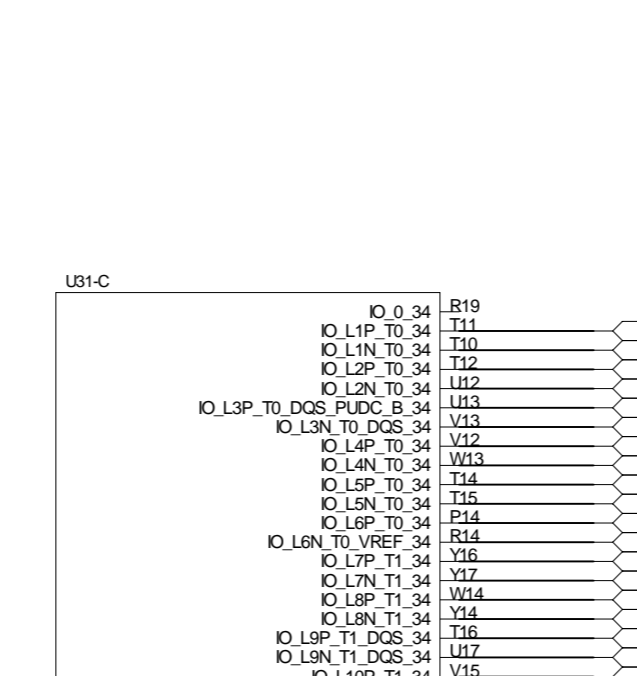 U31-C
IO_0_34 R19
IO_L1P_T0_34 T11
IO_L1N_T0_34 T10
IO_L2P_T0_34 T12
IO_L2N_T0_34 U12
IO_L3P_T0_DQS_PUDC_B_34 U13
IO_L3N_T0_DQS_34 V13
IO_L4P_T0_34 V12
IO_L4N_T0_34 W13
IO_L5P_T0_34 T14
IO_L5N_T0_34 T15
IO_L6P_T0_34 P14
IO_L6N_T0_VREF_34 R14
IO_L7P_T1_34 Y16
IO_L7N_T1_34 Y17
IO_L8P_T1_34 W14
IO_L8N_T1_34 Y14
IO_L9P_T1_DQS_34 T16
IO_L9N_T1_DQS_34 U17
IO_L10P_T1_34 V15